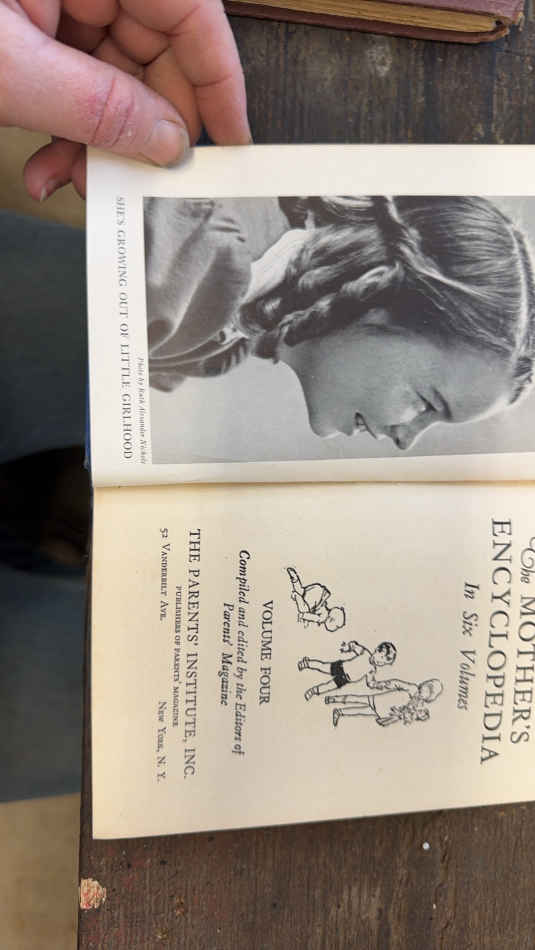 SHE'S GROWING OUT OF LITTLE GIRLHOOD
Photo by Ruth Alexander Nichols
The MOTHER'S
ENCYCLOPEDIA
In Six Volumes
VOLUME FOUR
Compiled and edited by the Editors of
Parents' Magazine
THE PARENTS' INSTITUTE, INC.
PUBLISHERS OF PARENTS' MAGAZINE
52 VANDERBILT AVE. NEW YORK, N. Y.